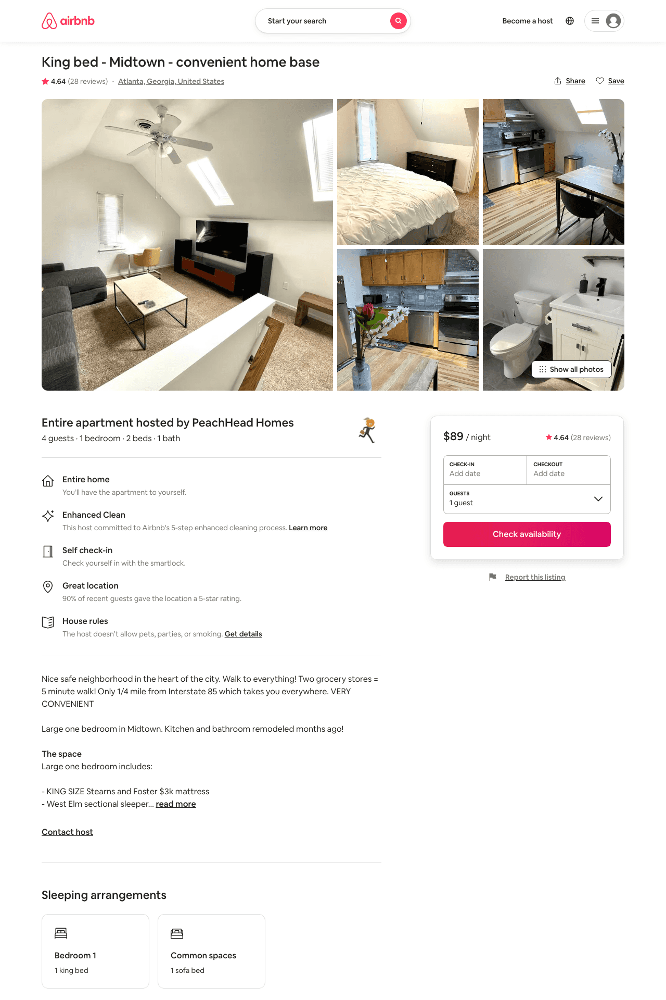 airbnb
Start your search
Become a host
King bed - Midtown - convenient home base
4.64 (28 reviews) · Atlanta, Georgia, United States
Share
Save
Show all photos
Entire apartment hosted by PeachHead Homes
4 guests · 1 bedroom · 2 beds · 1 bath
$89 / night
4.64 (28 reviews)
CHECK-IN
Add date
CHECKOUT
Add date
GUESTS
1 guest
Check availability
Report this listing
Entire home
You’ll have the apartment to yourself.
Enhanced Clean
This host committed to Airbnb's 5-step enhanced cleaning process. Learn more
Self check-in
Check yourself in with the smartlock.
Great location
90% of recent guests gave the location a 5-star rating.
House rules
The host doesn’t allow pets, parties, or smoking. Get details
Nice safe neighborhood in the heart of the city. Walk to everything! Two grocery stores =
5 minute walk! Only 1/4 mile from Interstate 85 which takes you everywhere. VERY
CONVENIENT
Large one bedroom in Midtown. Kitchen and bathroom remodeled months ago!
The space
Large one bedroom includes:
- KING SIZE Stearns and Foster $3k mattress
- West Elm sectional sleeper... read more
Contact host
Sleeping arrangements
Bedroom 1
1 king bed
Common spaces
1 sofa bed